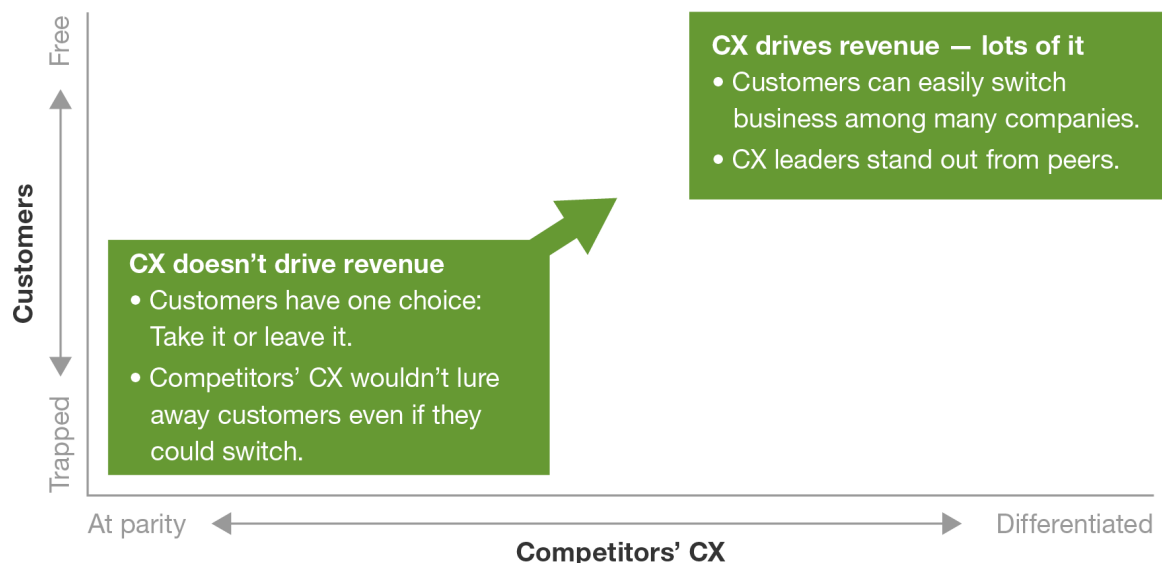 Free
Customers
Trapped
CX drives revenue — lots of it
• Customers can easily switch
business among many companies.
• CX leaders stand out from peers.
CX doesn’t drive revenue
• Customers have one choice:
Take it or leave it.
• Competitors’ CX wouldn’t lure
away customers even if they
could switch.
At parity
Differentiated
Competitors’ CX